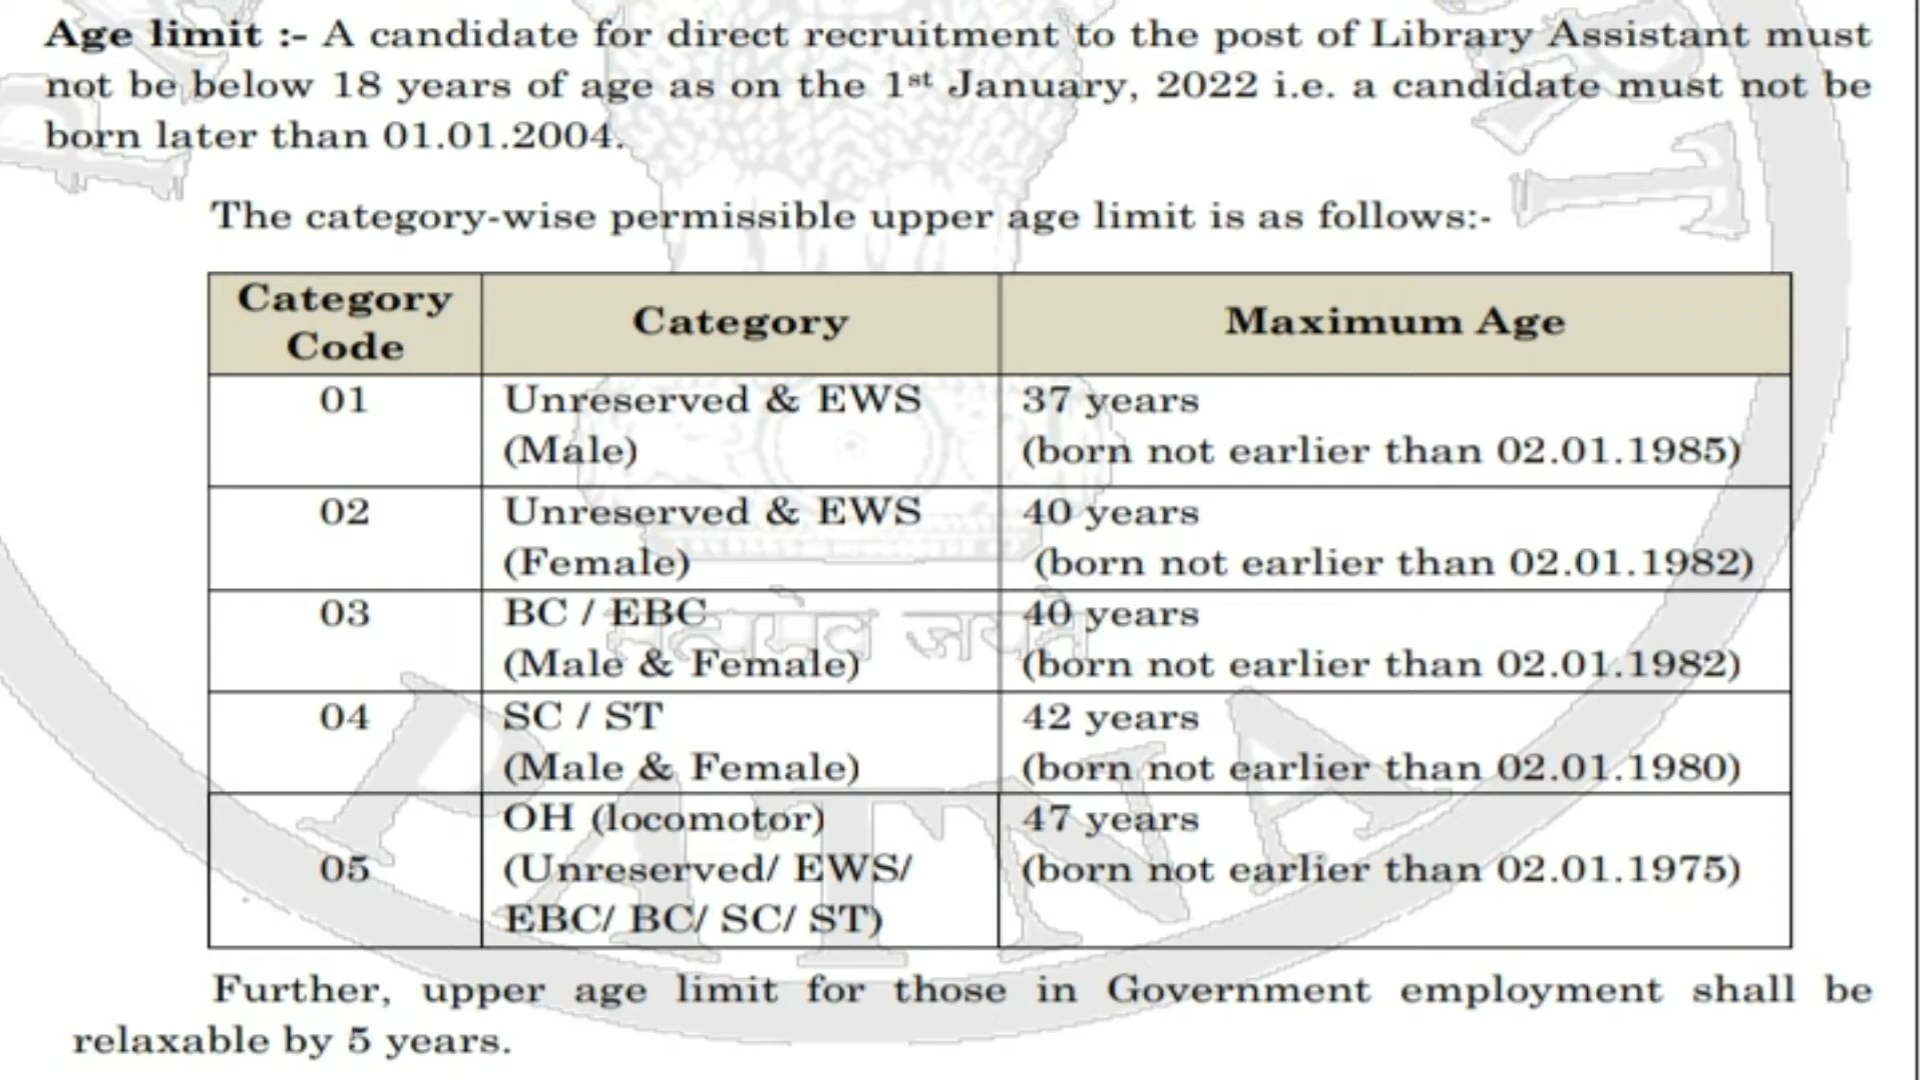 Age limit :- A candidate for direct recruitment to the post of Library Assistant must
not be below 18 years of age as on the 1st January, 2022 i.e. a candidate must not be
born later than 01.01.2004.
The category-wise permissible upper age limit is as follows:-
Category
Code
Category
Maximum Age
01
Unreserved & EWS
(Male)
37 years
(born not earlier than 02.01.1985)
02
Unreserved & EWS
(Female)
40 years
(born not earlier than 02.01.1982)
03
BC / EBC
(Male & Female)
40 years
(born not earlier than 02.01.1982)
04
SC / ST
(Male & Female)
42 years
(born not earlier than 02.01.1980)
05
OH (locomotor)
(Unreserved/ EWS/
EBC/ BC/ SC/ ST)
47 years
(born not earlier than 02.01.1975)
Further, upper age limit for those in Government employment shall be
relaxable by 5 years.
सत्यमेव जयते
PATNA